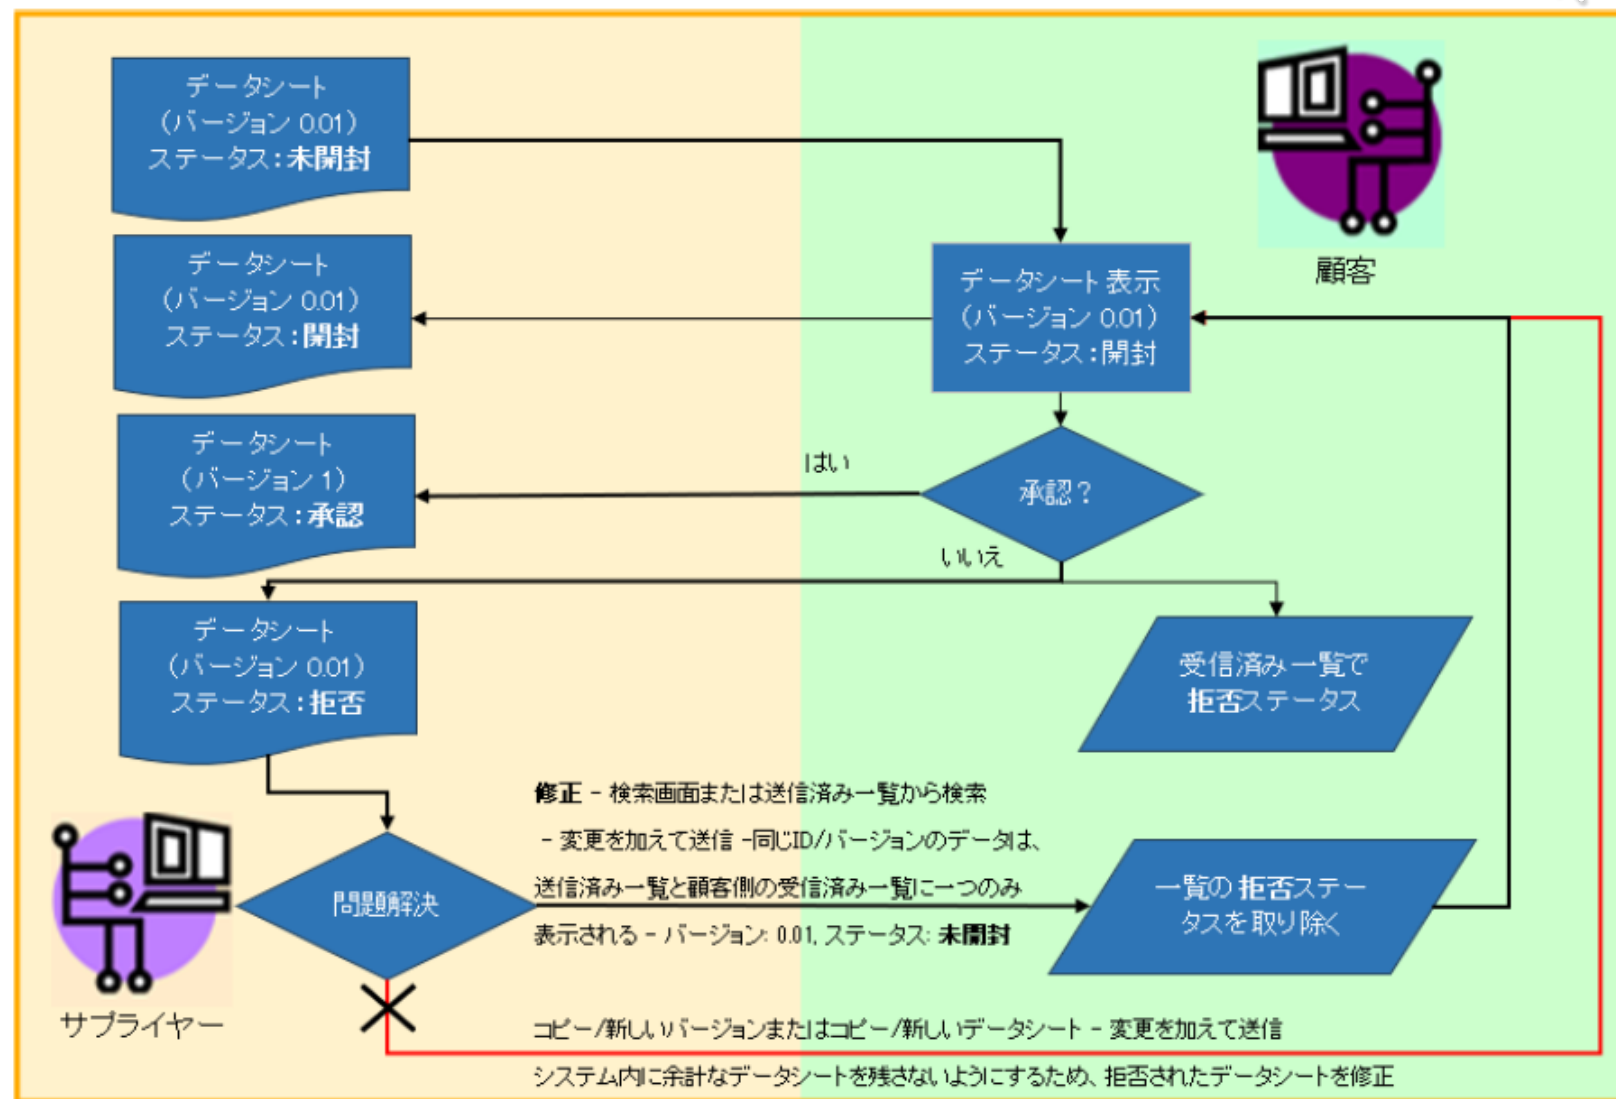 データシート
(バージョン 0.01)
ステータス:未開封
データシート
(バージョン 0.01)
ステータス:開封
データシート 表示
(バージョン 0.01)
ステータス:開封
顧客
データシート
(バージョン 1)
ステータス:承認
はい
承認?
いいえ
データシート
(バージョン 0.01)
ステータス:拒否
受信済み一覧で
拒否ステータス
修正 - 検索画面または送信済み一覧から検索
- 変更を加えて送信 -同じID/バージョンのデータは、
送信済み一覧と顧客側の受信済み一覧に一つのみ
表示される - バージョン: 0.01, ステータス: 未開封
問題解決
一覧の 拒否ステー
タスを取り除く
サプライヤー
コピー/新しいバージョンまたはコピー/新しいデータシート - 変更を加えて送信
システム内に余計なデータシートを残さないようにするため、拒否されたデータシートを修正